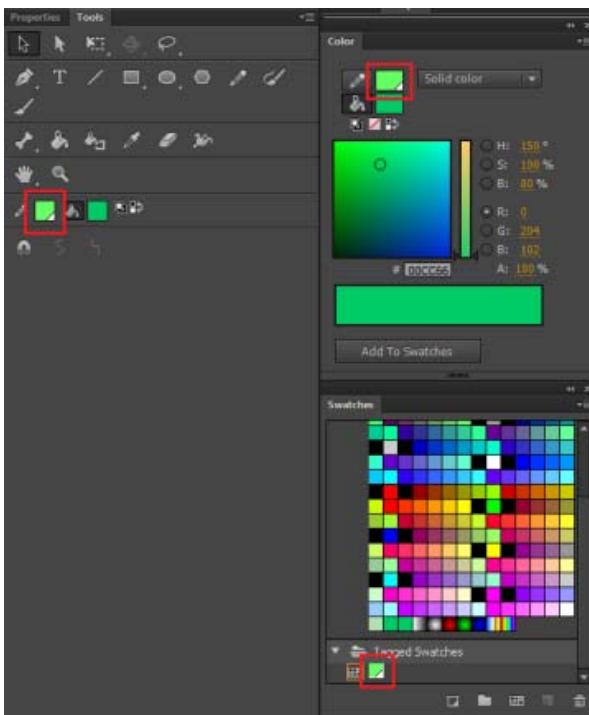 Properties Tools
Color
Solid color
H: 150 °
S: 100 %
B: 80 %
R: 0
G: 204
B: 102
# 00CC66 A: 100 %
Add To Swatches
Swatches
Tagged Swatches